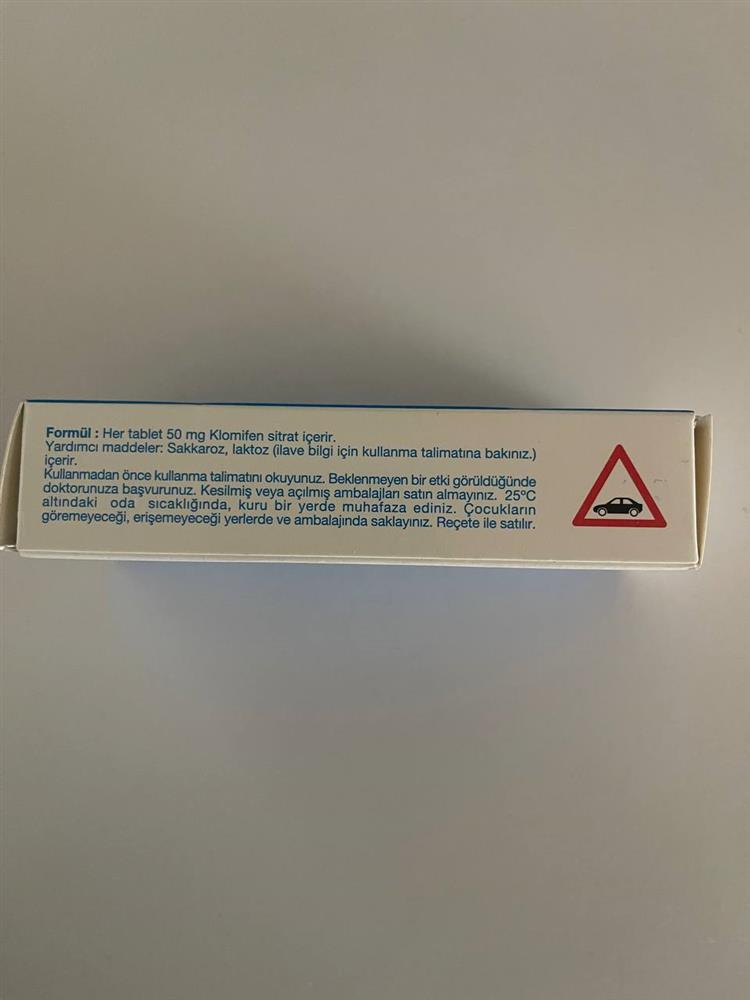 Formül : Her tablet 50 mg Klomifen sitrat içerir.
Yardımcı maddeler: Sakkaroz, laktoz (ilave bilgi için kullanma talimatına bakınız.)
içerir.
Kullanmadan önce kullanma talimatını okuyunuz. Beklenmeyen bir etki görüldüğünde
doktorunuza başvurunuz. Kesilmiş veya açılmış ambalajları satın almayınız. 25ºC
altındaki oda sıcaklığında, kuru bir yerde muhafaza ediniz. Çocukların
göremeyeceği, erişemeyeceği yerlerde ve ambalajında saklayınız. Reçete ile satılır.